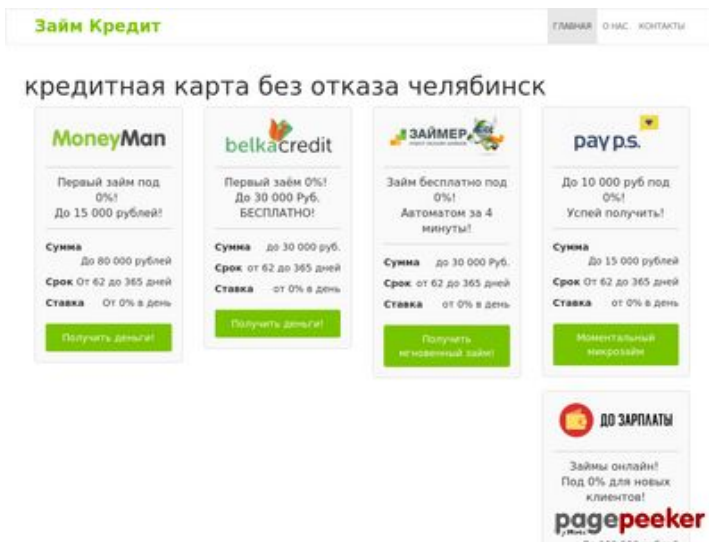 Займ Кредит
ГЛАВНАЯ О НАС КОНТАКТЫ
кредитная карта без отказа челябинск
MoneyMan
Первый займ под
0%!
До 15 000 рублей!
Сумма
До 80 000 рублей
Срок От 62 до 365 дней
Ставка От 0% в день
Получить деньги!
belkacredit
Первый заём 0%!
До 30 000 Руб.
БЕСПЛАТНО!
Сумма до 30 000 руб.
Срок от 62 до 365 дней
Ставка от 0% в день
Получить деньги!
ЗАЙМЕР
Займ бесплатно под
0%!
Автоматом за 4
минуты!
Сумма до 30 000 Руб.
Срок от 62 до 365 дней
Ставка от 0% в день
Получить
мгновенный займ!
pay p.s.
До 10 000 руб под
0%!
Успей получить!
Сумма
До 15 000 рублей
Срок От 62 до 365 дней
Ставка от 0% в день
Моментальный
микрозайм
ДО ЗАРПЛАТЫ
Займы онлайн!
Под 0% для новых
клиентов!
pagepeeker